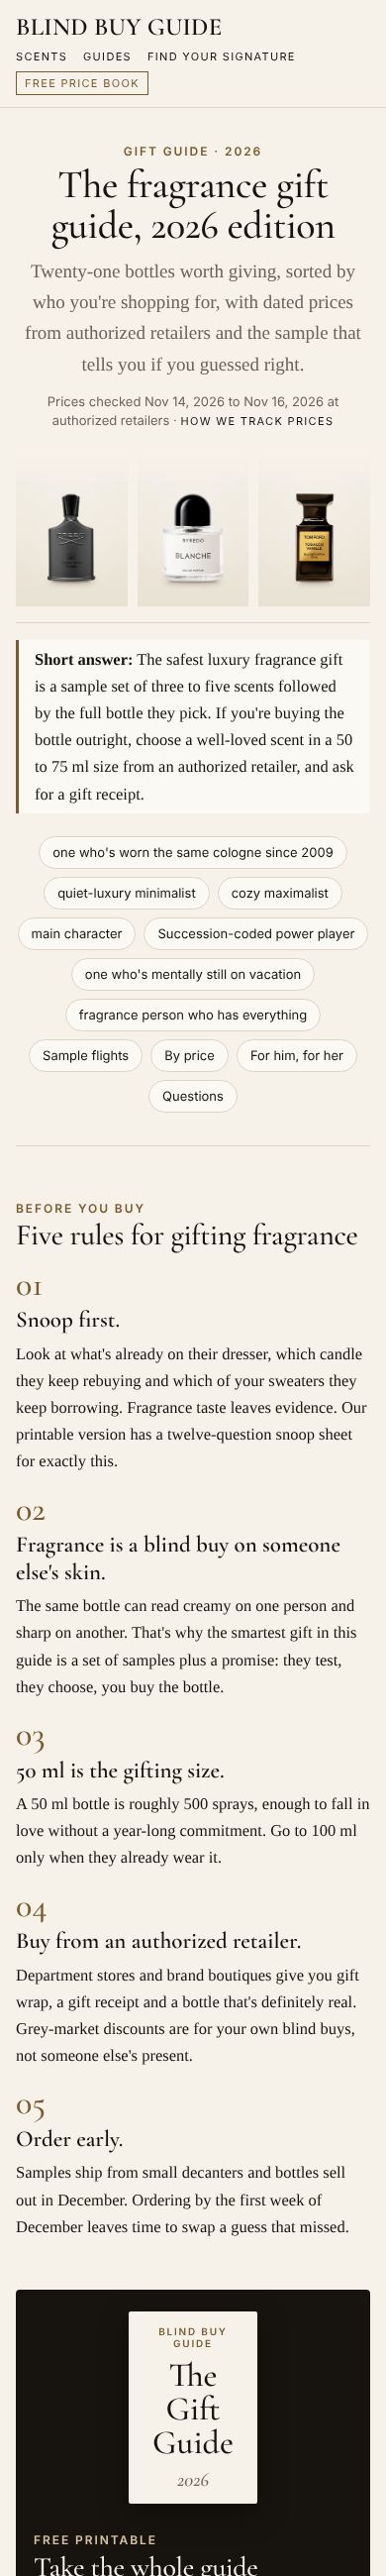 BLIND BUY GUIDE
SCENTS GUIDES FIND YOUR SIGNATURE
FREE PRICE BOOK
GIFT GUIDE · 2026
The fragrance gift
guide, 2026 edition
Twenty-one bottles worth giving, sorted by
who you're shopping for, with dated prices
from authorized retailers and the sample that
tells you if you guessed right.
Prices checked Nov 14, 2026 to Nov 16, 2026 at
authorized retailers · HOW WE TRACK PRICES
BYREDO
BLANCHE
TOM FORD
TOBACCO
VANILLE
Short answer: The safest luxury fragrance gift
is a sample set of three to five scents followed
by the full bottle they pick. If you're buying the
bottle outright, choose a well-loved scent in a 50
to 75 ml size from an authorized retailer, and ask
for a gift receipt.
one who's worn the same cologne since 2009
quiet-luxury minimalist cozy maximalist
main character Succession-coded power player
one who's mentally still on vacation
fragrance person who has everything
Sample flights By price For him, for her
Questions
BEFORE YOU BUY
Five rules for gifting fragrance
01
Snoop first.
Look at what's already on their dresser, which candle
they keep rebuying and which of your sweaters they
keep borrowing. Fragrance taste leaves evidence. Our
printable version has a twelve-question snoop sheet
for exactly this.
02
Fragrance is a blind buy on someone
else's skin.
The same bottle can read creamy on one person and
sharp on another. That's why the smartest gift in this
guide is a set of samples plus a promise: they test,
they choose, you buy the bottle.
03
50 ml is the gifting size.
A 50 ml bottle is roughly 500 sprays, enough to fall in
love without a year-long commitment. Go to 100 ml
only when they already wear it.
04
Buy from an authorized retailer.
Department stores and brand boutiques give you gift
wrap, a gift receipt and a bottle that's definitely real.
Grey-market discounts are for your own blind buys,
not someone else's present.
05
Order early.
Samples ship from small decanters and bottles sell
out in December. Ordering by the first week of
December leaves time to swap a guess that missed.
BLIND BUY
GUIDE
The
Gift
Guide
2026
FREE PRINTABLE
Take the whole guide